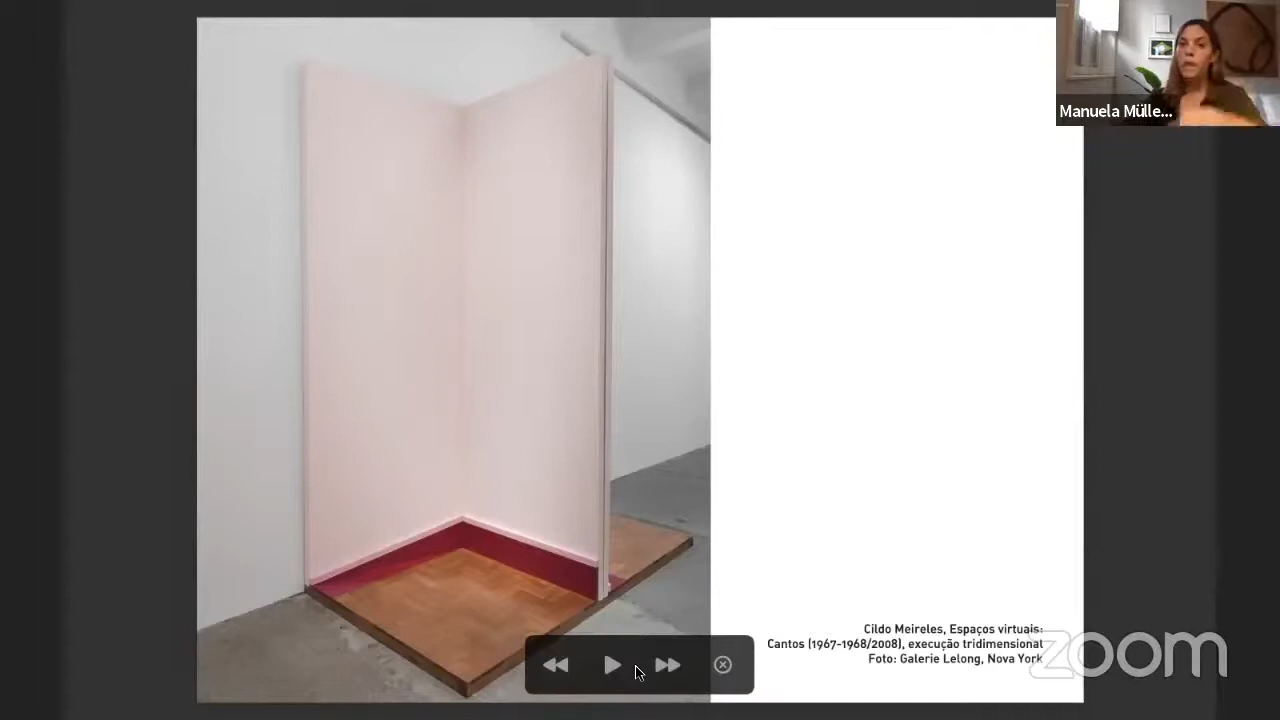 Manuela Mülle...
Cildo Meireles, Espaços virtuais:
Cantos (1967-1968/2008), execução tridimensional
Foto: Galerie Lelong, Nova York
zoom